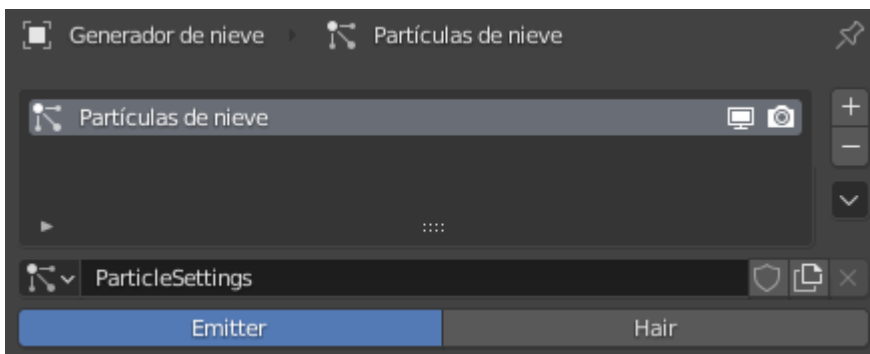 Generador de nieve Partículas de nieve
Partículas de nieve
ParticleSettings
Emitter Hair